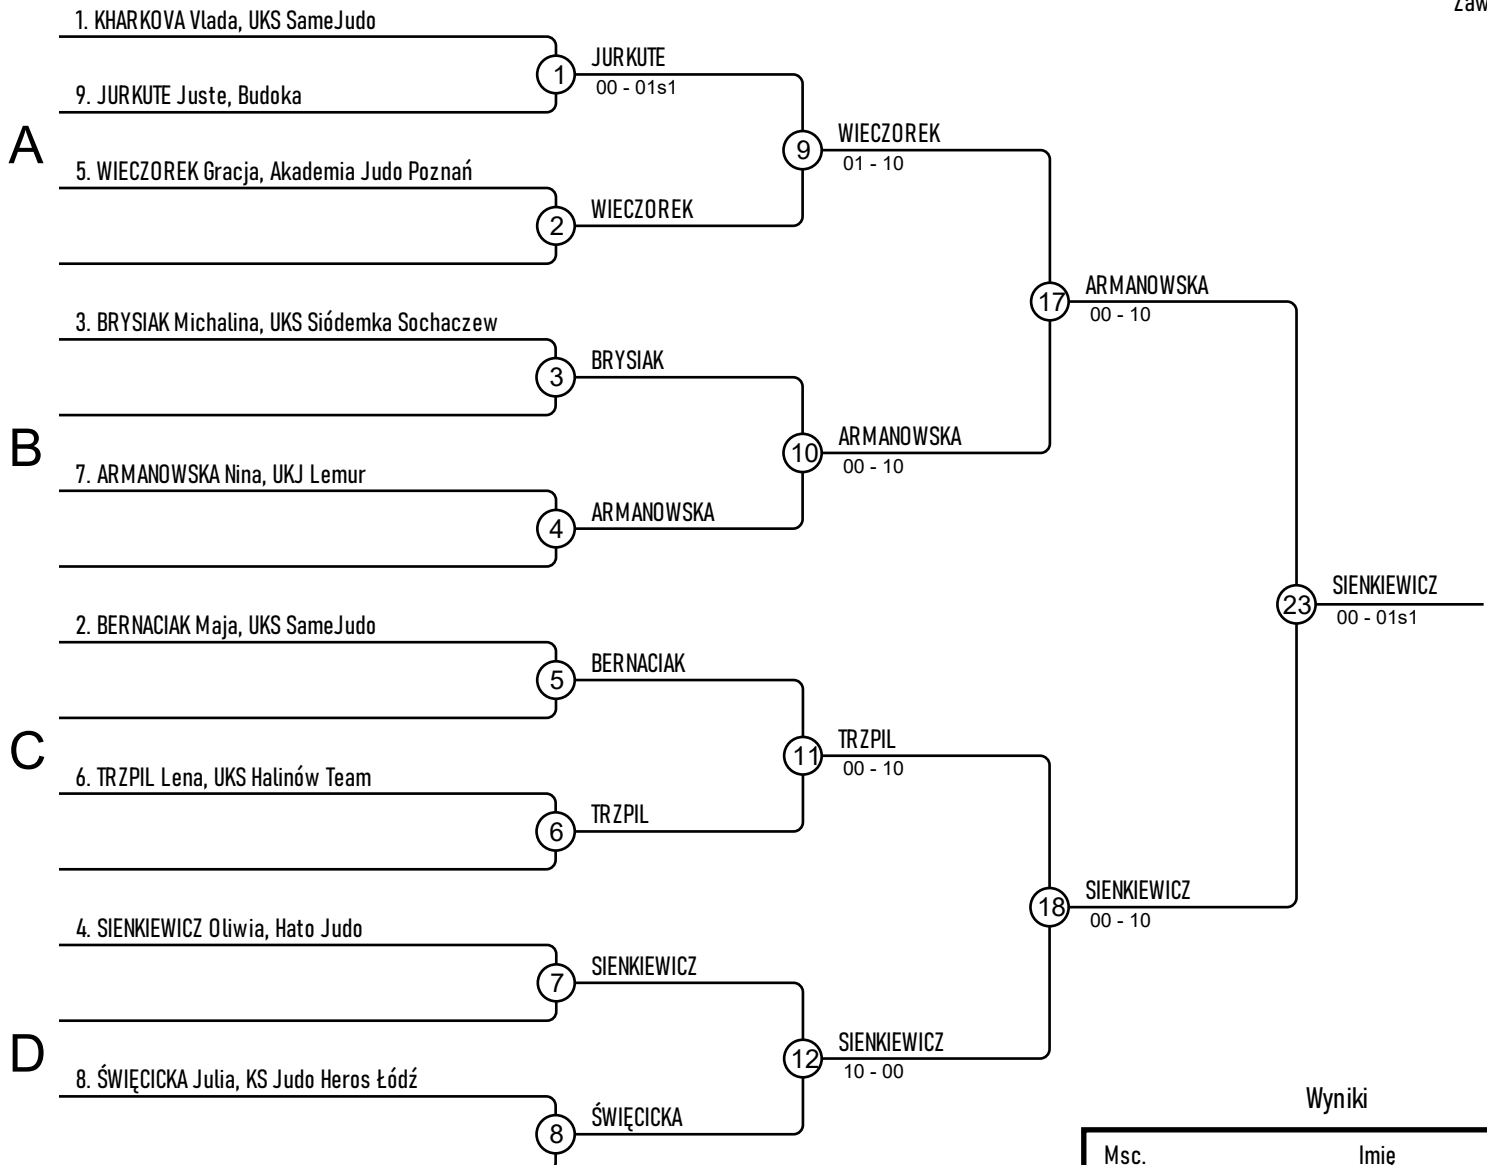 Zaw
1. KHARKOVA Vlada, UKS SameJudo
1
JURKUTE
00 - 01s1
9. JURKUTE Juste, Budoka
A
9
WIECZOREK
01 - 10
5. WIECZOREK Gracja, Akademia Judo Poznań
2
WIECZOREK
17
ARMANOWSKA
00 - 10
3. BRYSIAK Michalina, UKS Siódemka Sochaczew
3
BRYSIAK
B
10
ARMANOWSKA
00 - 10
7. ARMANOWSKA Nina, UKJ Lemur
4
ARMANOWSKA
23
SIENKIEWICZ
00 - 01s1
2. BERNACIAK Maja, UKS SameJudo
5
BERNACIAK
C
11
TRZPIL
00 - 10
6. TRZPIL Lena, UKS Halinów Team
6
TRZPIL
18
SIENKIEWICZ
00 - 10
4. SIENKIEWICZ Oliwia, Hato Judo
7
SIENKIEWICZ
D
12
SIENKIEWICZ
10 - 00
8. ŚWIĘCICKA Julia, KS Judo Heros Łódź
8
ŚWIĘCICKA
Wyniki
Msc. Imię